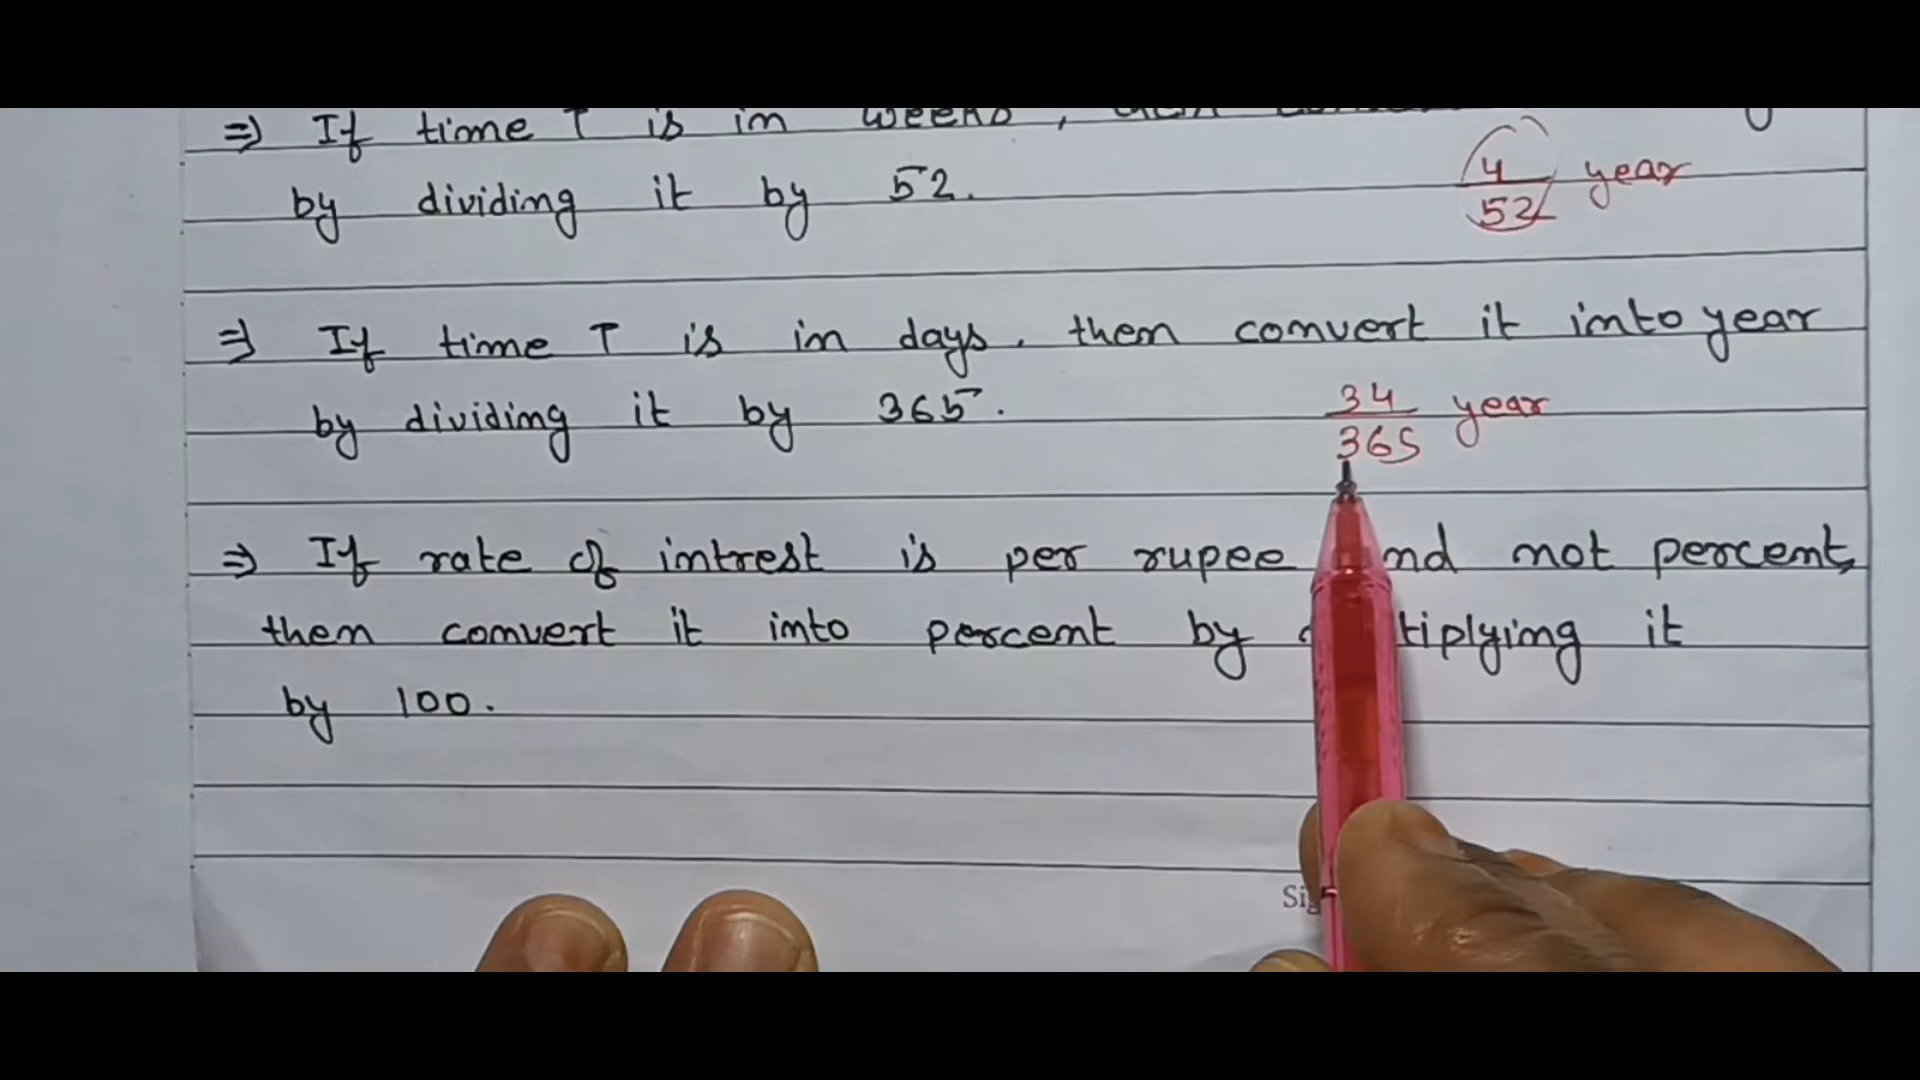 ⇒ If time T is in weeks, then
4/52 year
by dividing it by 52.
⇒ If time T is in days, then convert it into year
by dividing it by 365.
34/365 year
⇒ If rate of intrest is per rupee nd not percent,
then convert it into percent by tiplying it
by 100.